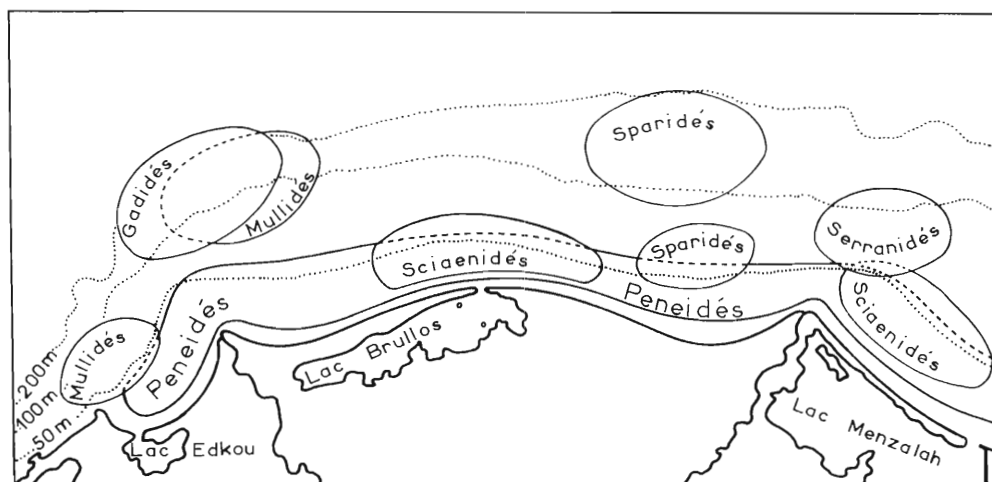 Sparidés
Gadidés
Mullidés
Serranidés
Sparidés
Sciaenidés
Peneidés
Sciaenidés
Mullidés
Peneidés
Lac Brullos
200m
100m
50m
Lac Edkou
Lac Menzalah